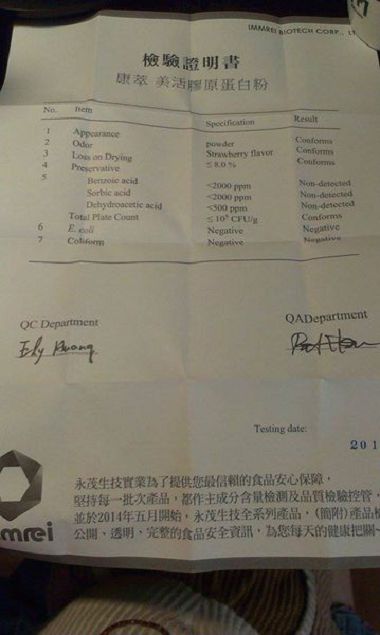 IMMREI BIOTECH CORP., LT
檢驗證明書
康萃 美活膠原蛋白粉
No. Item Specification Result
1 Appearance powder Conforms
2 Odor Strawberry flavor Conforms
3 Loss on Drying ≤ 8.0 % Conforms
4 Preservative
5 Benzoic acid <2000 ppm Non-detected
Sorbic acid <2000 ppm Non-detected
Dehydroacetic acid <500 ppm Non-detected
Total Plate Count ≤ 10⁵ CFU/g Conforms
6 E. coli Negative Negative
7 Coliform Negative Negative
QC Department QADepartment
Testing date:
201
mrei
永茂生技實業為了提供您最信賴的食品安心保障,
堅持每一批次產品,都作主成分含量檢測及品質檢驗控管,
並於2014年五月開始,永茂生技全系列產品,(簡附)產品檢
公開、透明、完整的食品安全資訊,為您每天的健康把關~